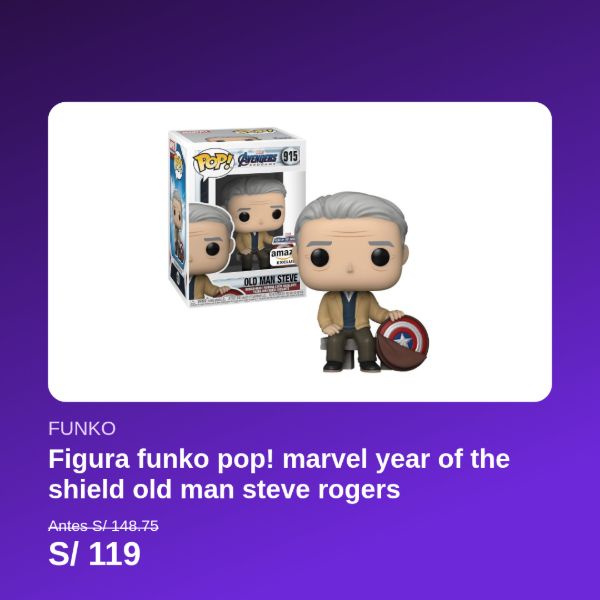 POP!
AVENGERS
915
OLD MAN STEVE
FUNKO
Figura funko pop! marvel year of the
shield old man steve rogers
Antes S/ 148.75
S/ 119